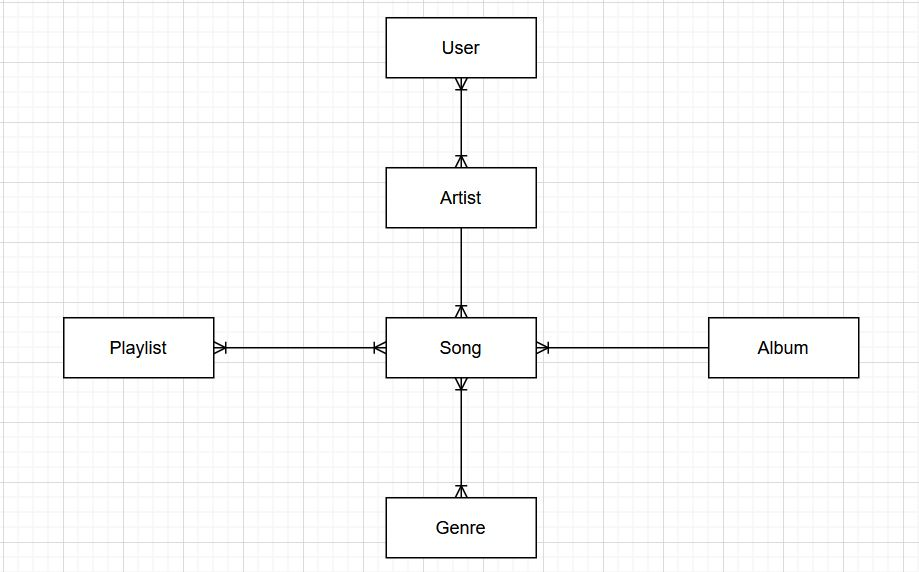 User
Artist
Playlist
Song
Album
Genre